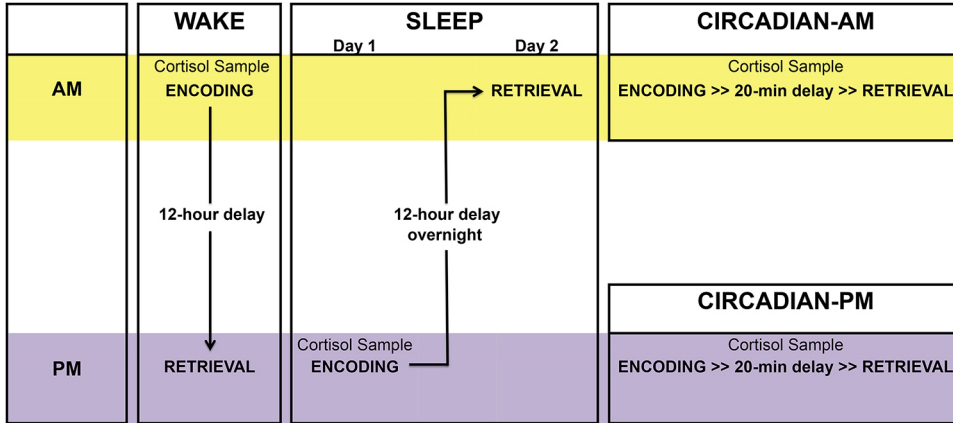 WAKE
SLEEP
CIRCADIAN-AM
Day 1
Day 2
AM
Cortisol Sample
ENCODING
RETRIEVAL
Cortisol Sample
ENCODING >> 20-min delay >> RETRIEVAL
12-hour delay
12-hour delay
overnight
CIRCADIAN-PM
PM
RETRIEVAL
Cortisol Sample
ENCODING
Cortisol Sample
ENCODING >> 20-min delay >> RETRIEVAL